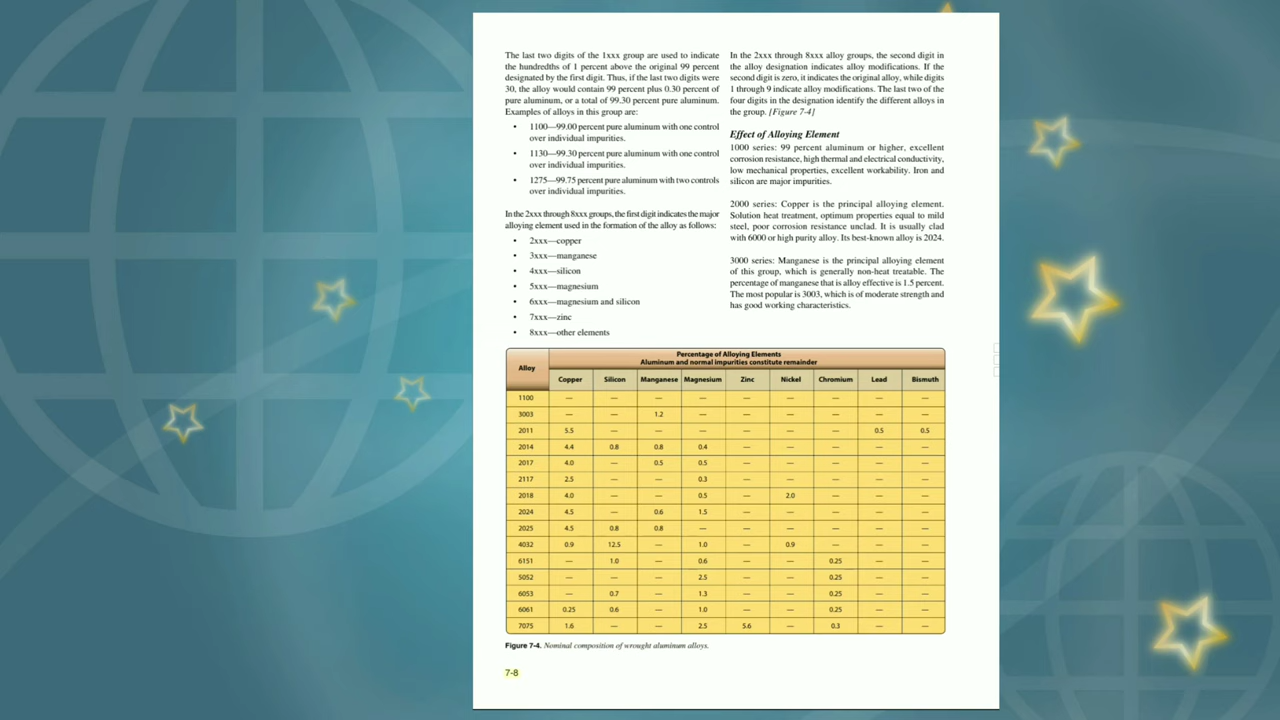 The last two digits of the 1xxx group are used to indicate
the hundredths of 1 percent above the original 99 percent
designated by the first digit. Thus, if the last two digits were
30, the alloy would contain 99 percent plus 0.30 percent of
pure aluminum, or a total of 99.30 percent pure aluminum.
Examples of alloys in this group are:
• 1100—99.00 percent pure aluminum with one control
over individual impurities.
• 1130—99.30 percent pure aluminum with one control
over individual impurities.
• 1275—99.75 percent pure aluminum with two controls
over individual impurities.
In the 2xxx through 8xxx groups, the first digit indicates the major
alloying element used in the formation of the alloy as follows:
• 2xxx—copper
• 3xxx—manganese
• 4xxx—silicon
• 5xxx—magnesium
• 6xxx—magnesium and silicon
• 7xxx—zinc
• 8xxx—other elements
In the 2xxx through 8xxx alloy groups, the second digit in
the alloy designation indicates alloy modifications. If the
second digit is zero, it indicates the original alloy, while digits
1 through 9 indicate alloy modifications. The last two of the
four digits in the designation identify the different alloys in
the group. [Figure 7-4]
Effect of Alloying Element
1000 series: 99 percent aluminum or higher, excellent
corrosion resistance, high thermal and electrical conductivity,
low mechanical properties, excellent workability. Iron and
silicon are major impurities.
2000 series: Copper is the principal alloying element.
Solution heat treatment, optimum properties equal to mild
steel, poor corrosion resistance unclad. It is usually clad
with 6000 or high purity alloy. Its best-known alloy is 2024.
3000 series: Manganese is the principal alloying element
of this group, which is generally non-heat treatable. The
percentage of manganese that is alloy effective is 1.5 percent.
The most popular is 3003, which is of moderate strength and
has good working characteristics.
Percentage of Alloying Elements
Aluminum and normal impurities constitute remainder
Alloy Copper Silicon Manganese Magnesium Zinc Nickel Chromium Lead Bismuth
1100 — — — — — — — — —
3003 — — 1.2 — — — — — —
2011 5.5 — — — — — — 0.5 0.5
2014 4.4 0.8 0.8 0.4 — — — — —
2017 4.0 — 0.5 0.5 — — — — —
2117 2.5 — — 0.3 — — — — —
2018 4.0 — — 0.5 — 2.0 — — —
2024 4.5 — 0.6 1.5 — — — — —
2025 4.5 0.8 0.8 — — — — — —
4032 0.9 12.5 — 1.0 — 0.9 — — —
6151 — 1.0 — 0.6 — — 0.25 — —
5052 — — — 2.5 — — 0.25 — —
6053 — 0.7 — 1.3 — — 0.25 — —
6061 0.25 0.6 — 1.0 — — 0.25 — —
7075 1.6 — — 2.5 5.6 — 0.3 — —
Figure 7-4. Nominal composition of wrought aluminum alloys.
7-8